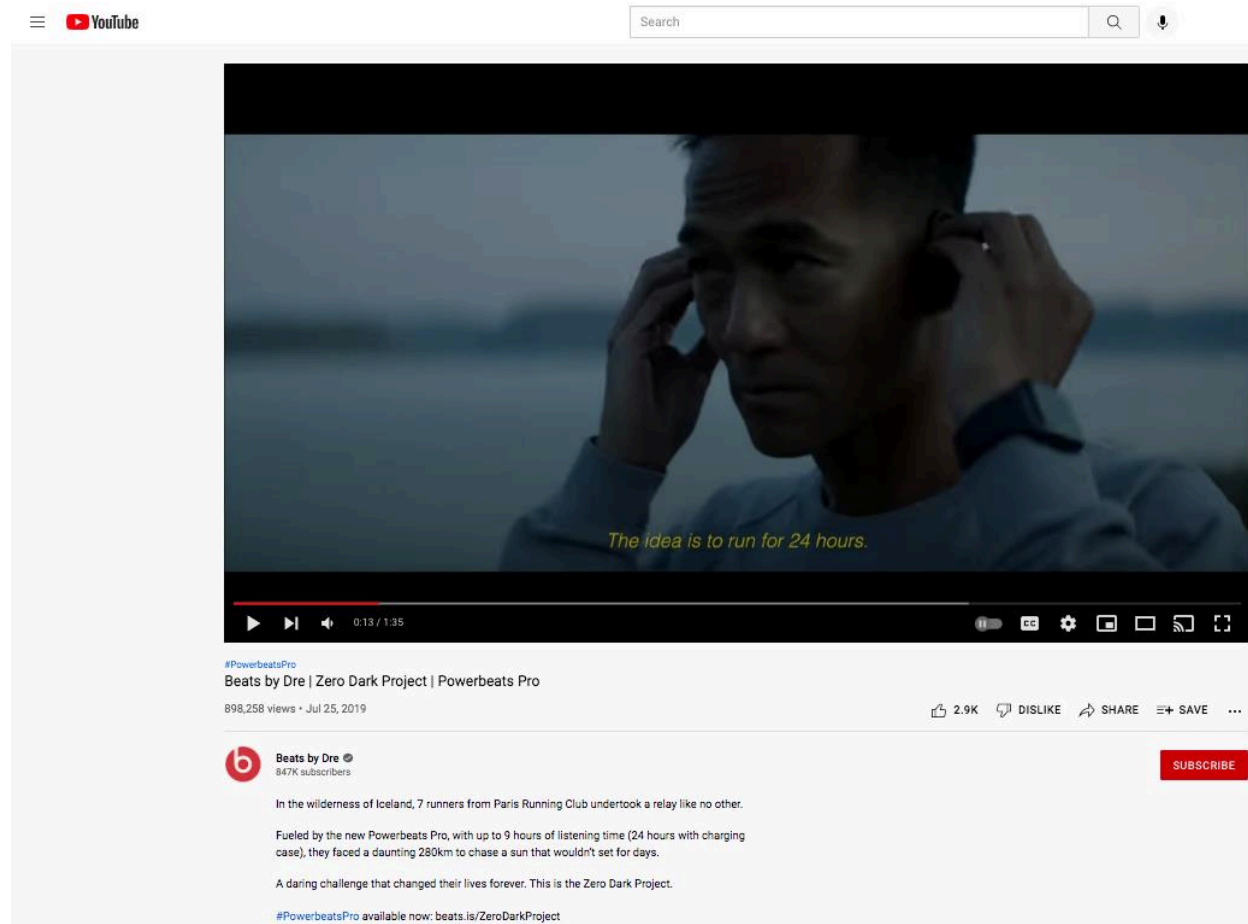 YouTube
Search
The idea is to run for 24 hours.
0:13 / 1:35
CC
#PowerbeatsPro
Beats by Dre | Zero Dark Project | Powerbeats Pro
898,258 views • Jul 25, 2019
2.9K DISLIKE SHARE SAVE
Beats by Dre
847K subscribers
SUBSCRIBE
In the wilderness of Iceland, 7 runners from Paris Running Club undertook a relay like no other.
Fueled by the new Powerbeats Pro, with up to 9 hours of listening time (24 hours with charging
case), they faced a daunting 280km to chase a sun that wouldn't set for days.
A daring challenge that changed their lives forever. This is the Zero Dark Project.
#PowerbeatsPro available now: beats.is/ZeroDarkProject